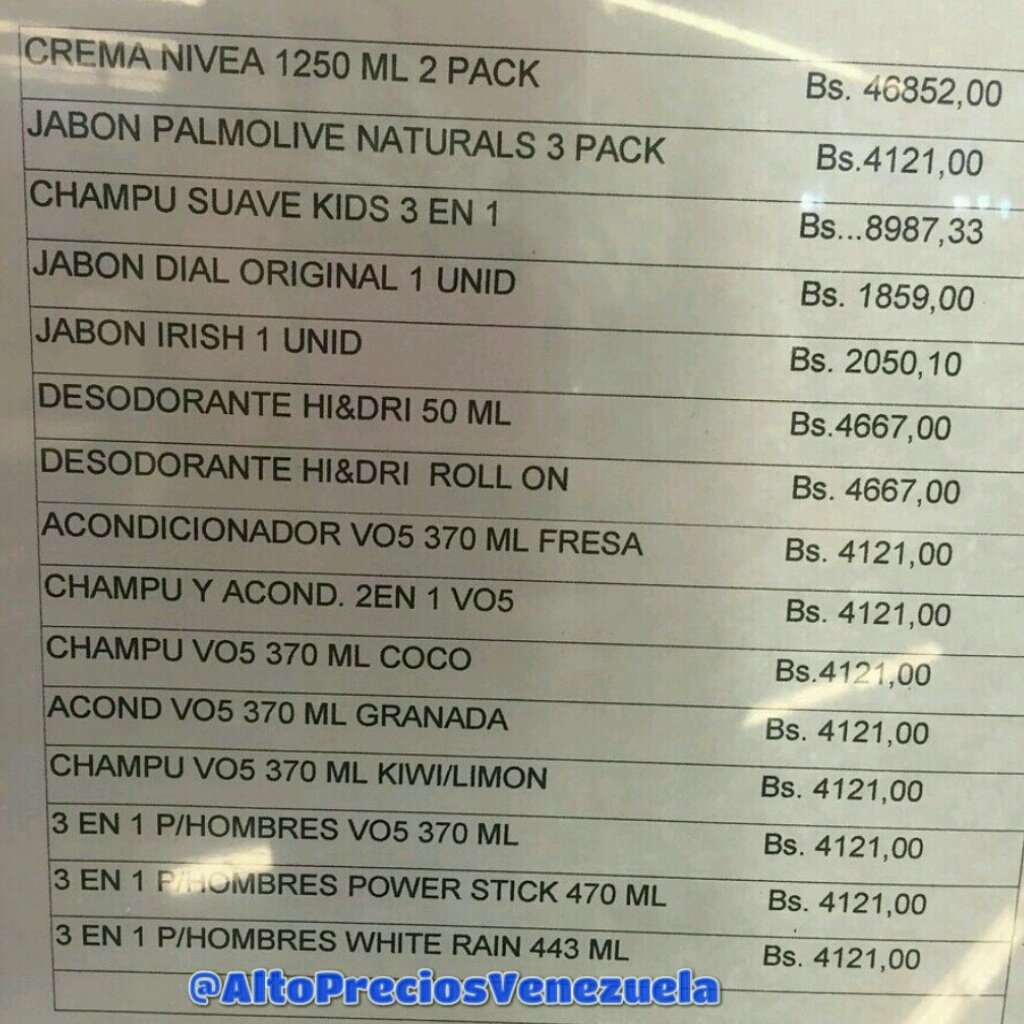 CREMA NIVEA 1250 ML 2 PACK Bs. 46852,00
JABON PALMOLIVE NATURALS 3 PACK Bs.4121,00
CHAMPU SUAVE KIDS 3 EN 1 Bs...8987,33
JABON DIAL ORIGINAL 1 UNID Bs. 1859,00
JABON IRISH 1 UNID Bs. 2050,10
DESODORANTE HI&DRI 50 ML Bs.4667,00
DESODORANTE HI&DRI ROLL ON Bs. 4667,00
ACONDICIONADOR VO5 370 ML FRESA Bs. 4121,00
CHAMPU Y ACOND. 2EN 1 VO5 Bs. 4121,00
CHAMPU VO5 370 ML COCO Bs.4121,00
ACOND VO5 370 ML GRANADA Bs. 4121,00
CHAMPU VO5 370 ML KIWI/LIMON Bs. 4121,00
3 EN 1 P/HOMBRES VO5 370 ML Bs. 4121,00
3 EN 1 P/HOMBRES POWER STICK 470 ML Bs. 4121,00
3 EN 1 P/HOMBRES WHITE RAIN 443 ML Bs. 4121,00
@AltoPreciosVenezuela